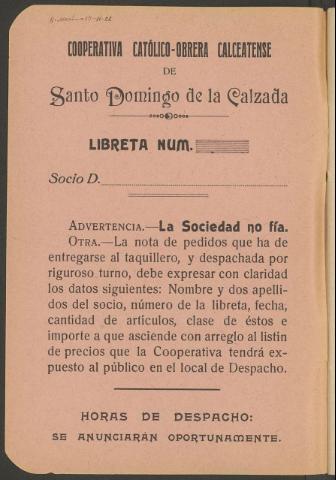 COOPERATIVA CATÓLICO-OBRERA CALCEATENSE
DE
Santo Domingo de la Calzada
LIBRETA NUM.
Socio D.
ADVERTENCIA.—La Sociedad no fía.
OTRA.—La nota de pedidos que ha de
entregarse al taquillero, y despachada por
riguroso turno, debe expresar con claridad
los datos siguientes: Nombre y dos apelli-
dos del socio, número de la libreta, fecha,
cantidad de artículos, clase de éstos e
importe a que asciende con arreglo al listin
de precios que la Cooperativa tendrá ex-
puesto al público en el local de Despacho.
HORAS DE DESPACHO:
SE ANUNCIARÁN OPORTUNAMENTE.